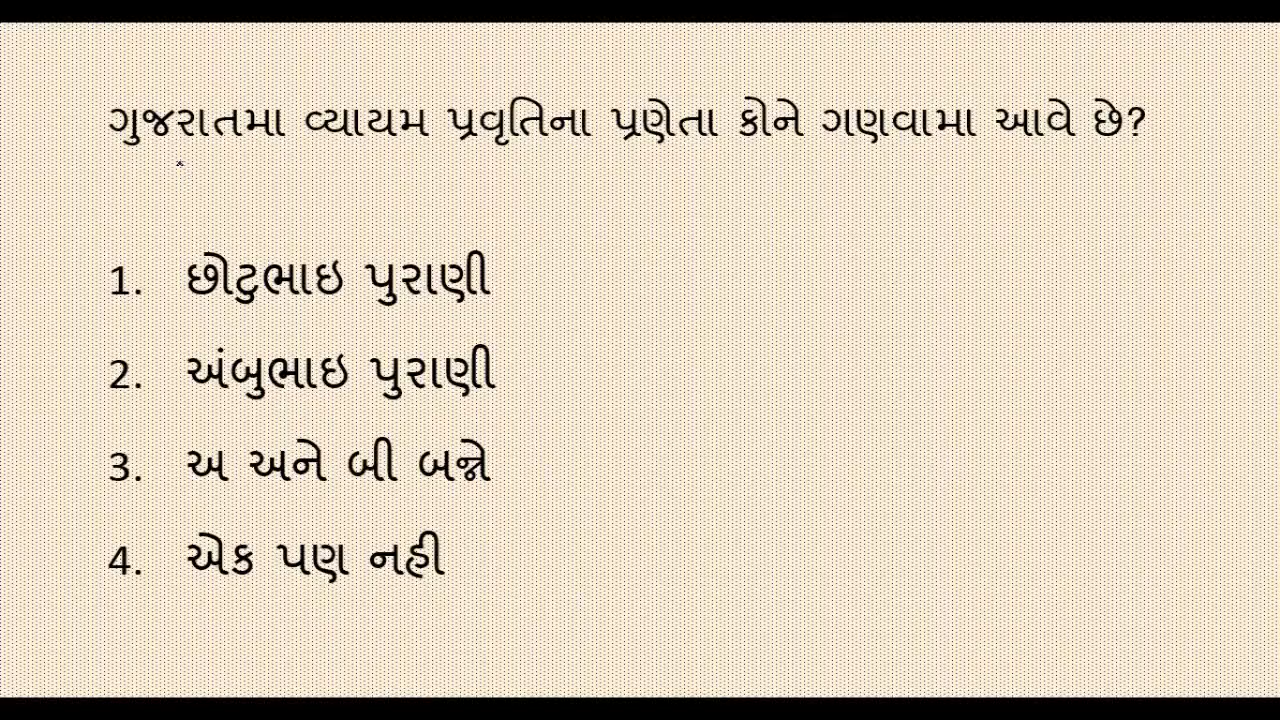 ગુજરાતમા વ્યાયમ પ્રવૃતિના પ્રણેતા કોને ગણવામા આવે છે?
1. છોટુભાઇ પુરાણી
2. અંબુભાઇ પુરાણી
3. અ અને બી બન્ને
4. એક પણ નહી